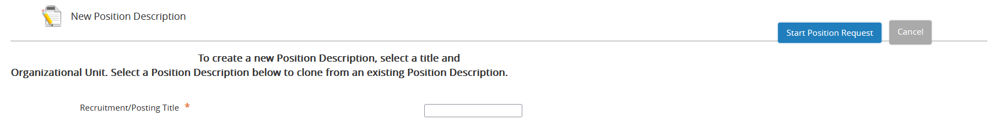 New Position Description
Start Position Request
Cancel
To create a new Position Description, select a title and
Organizational Unit. Select a Position Description below to clone from an existing Position Description.
Recruitment/Posting Title *